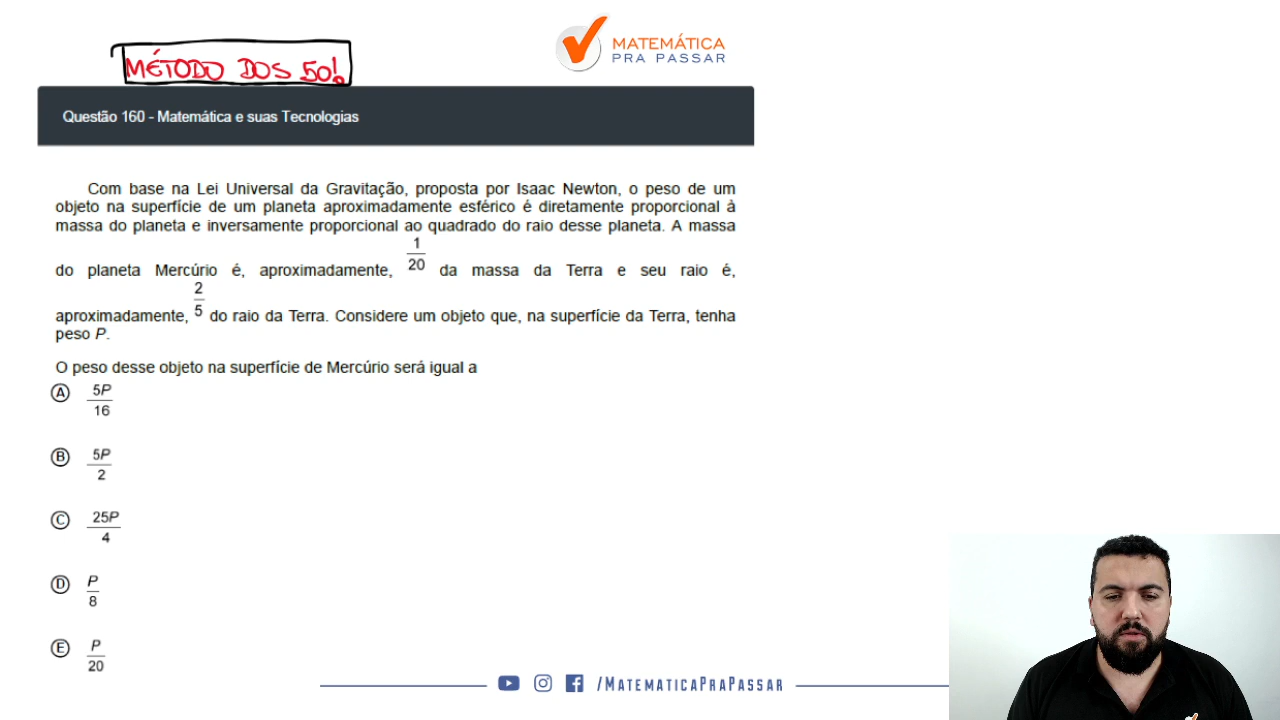 MATEMÁTICA
PRA PASSAR
MÉTODO DOS 50!
Questão 160 - Matemática e suas Tecnologias
Com base na Lei Universal da Gravitação, proposta por Isaac Newton, o peso de um
objeto na superfície de um planeta aproximadamente esférico é diretamente proporcional à
massa do planeta e inversamente proporcional ao quadrado do raio desse planeta. A massa
do planeta Mercúrio é, aproximadamente, 1/20 da massa da Terra e seu raio é,
aproximadamente, 2/5 do raio da Terra. Considere um objeto que, na superfície da Terra, tenha
peso P.
O peso desse objeto na superfície de Mercúrio será igual a
A 5P/16
B 5P/2
C 25P/4
D P/8
E P/20
/MATEMATICAPRAPASSAR